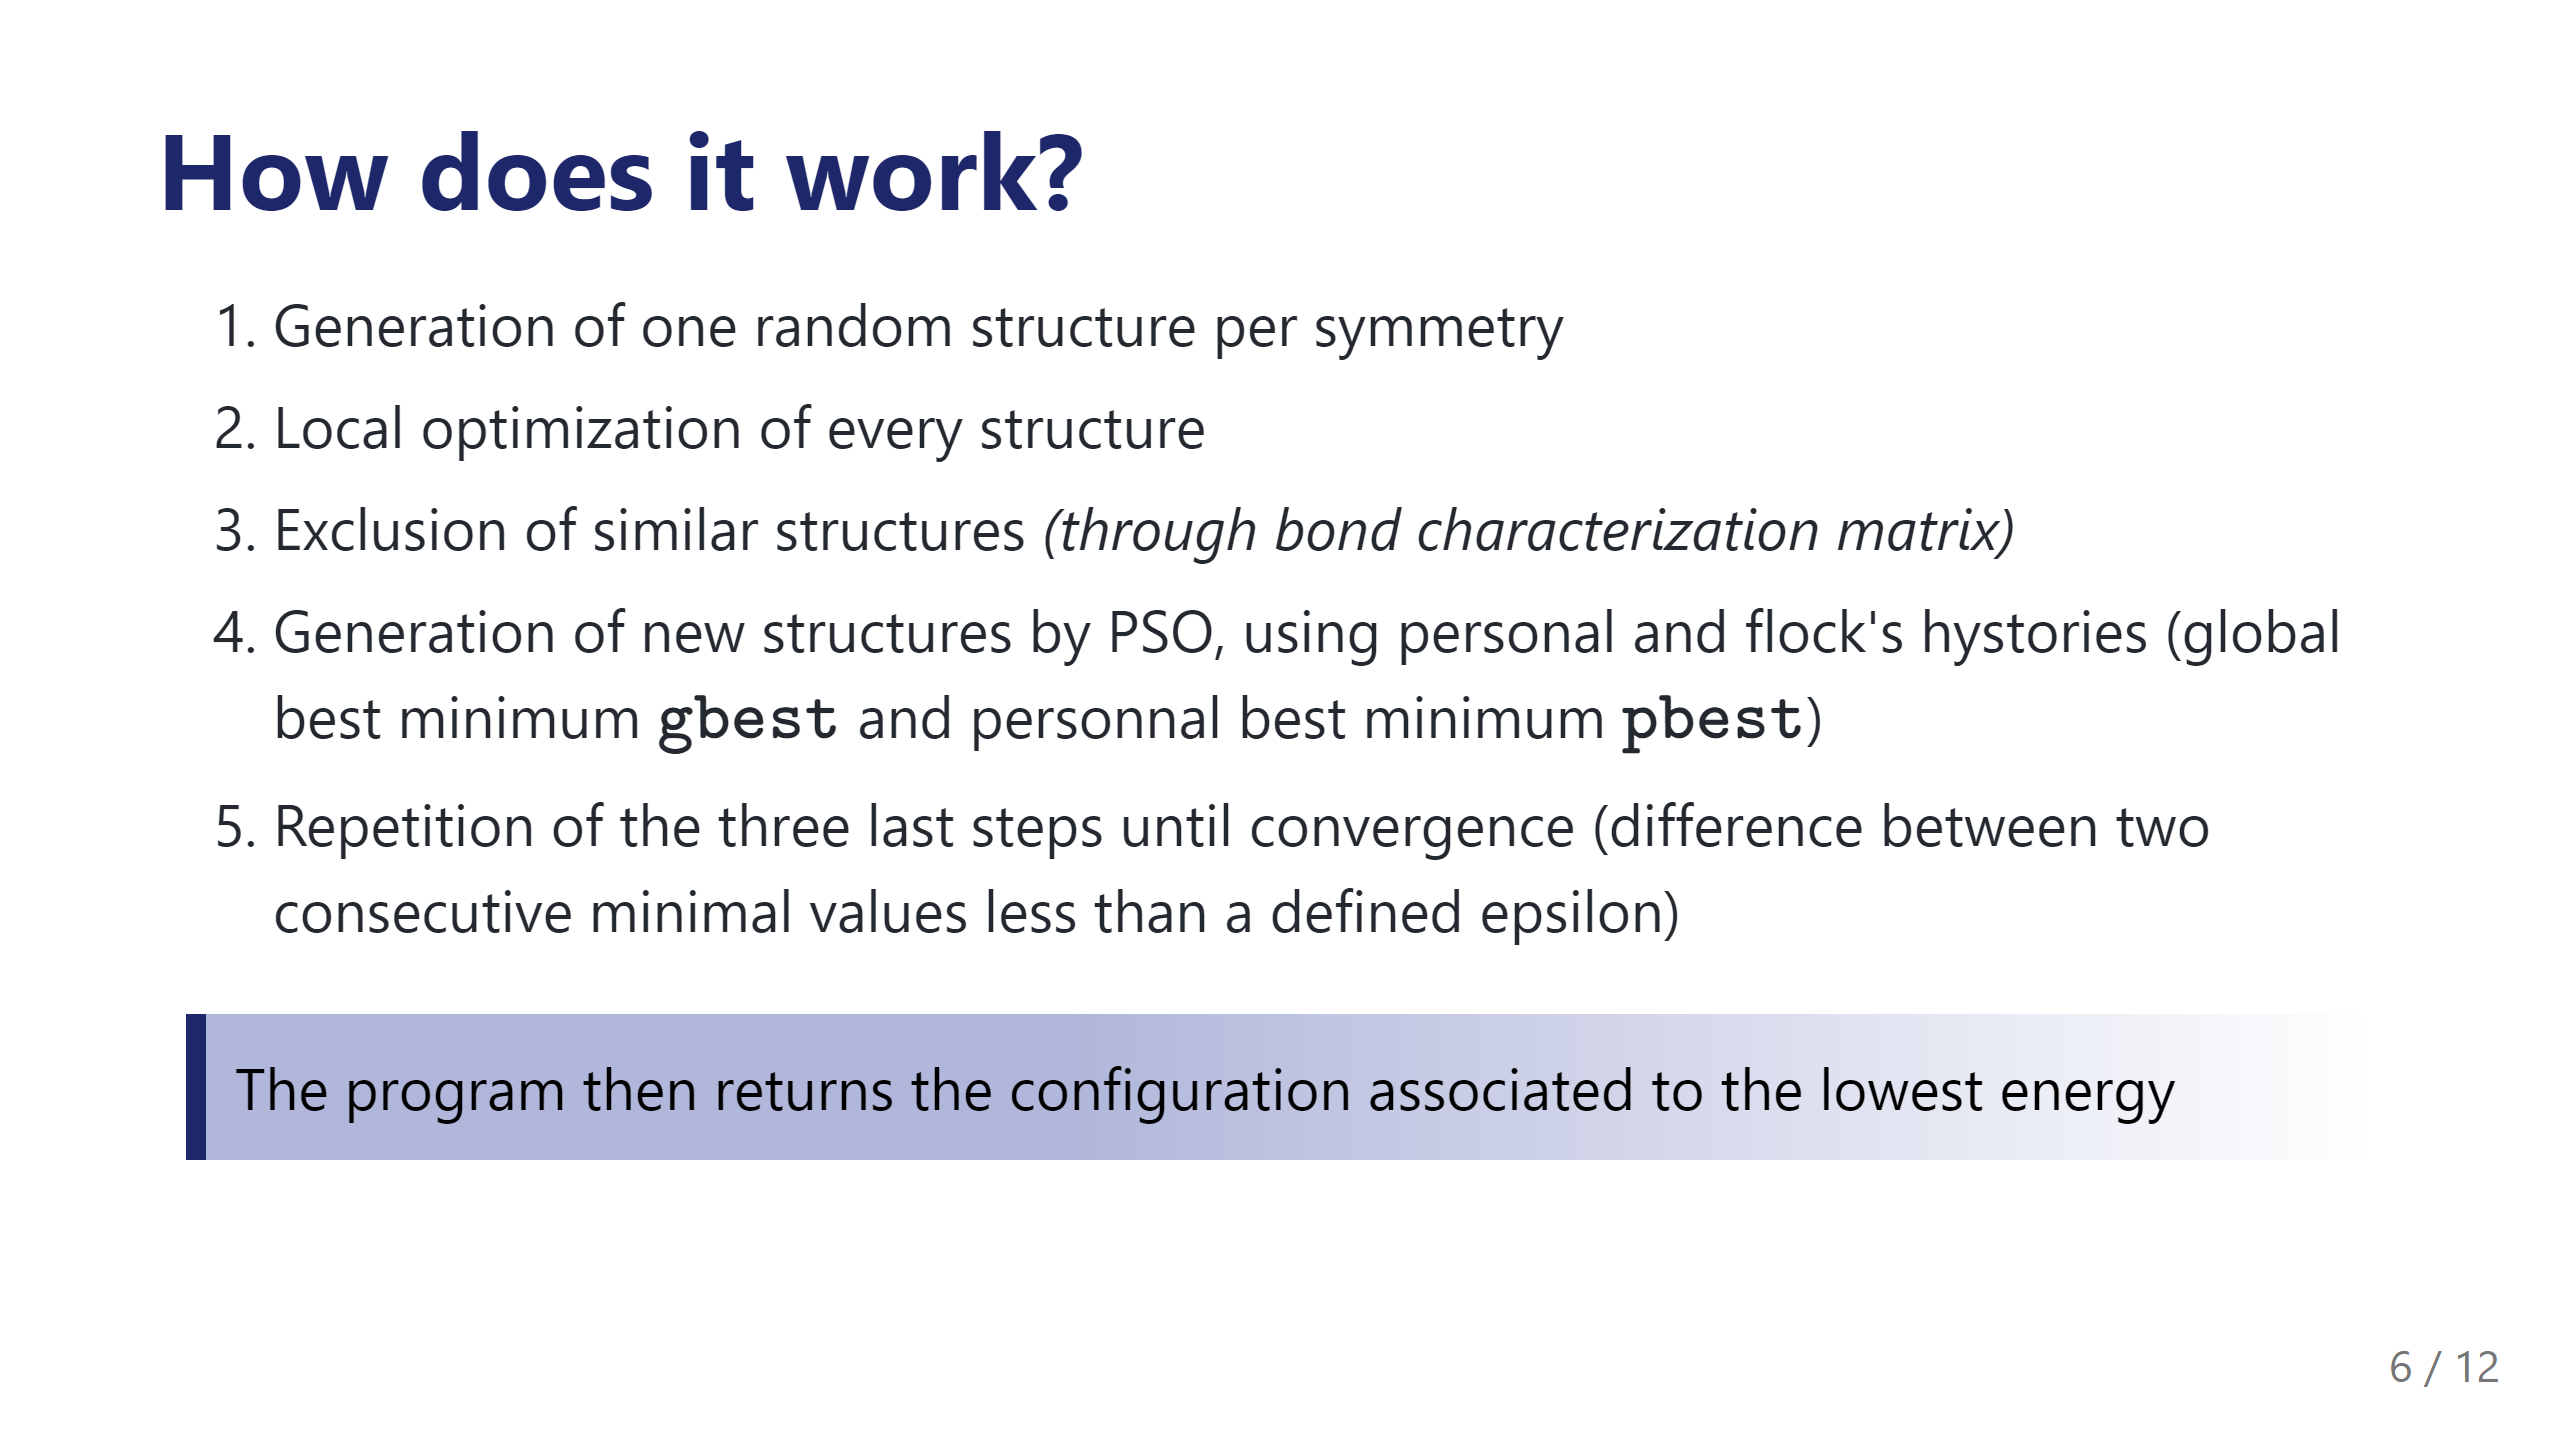 How does it work?
1. Generation of one random structure per symmetry
2. Local optimization of every structure
3. Exclusion of similar structures (through bond characterization matrix)
4. Generation of new structures by PSO, using personal and flock's hystories (global
best minimum gbest and personnal best minimum pbest)
5. Repetition of the three last steps until convergence (difference between two
consecutive minimal values less than a defined epsilon)
The program then returns the configuration associated to the lowest energy
6 / 12